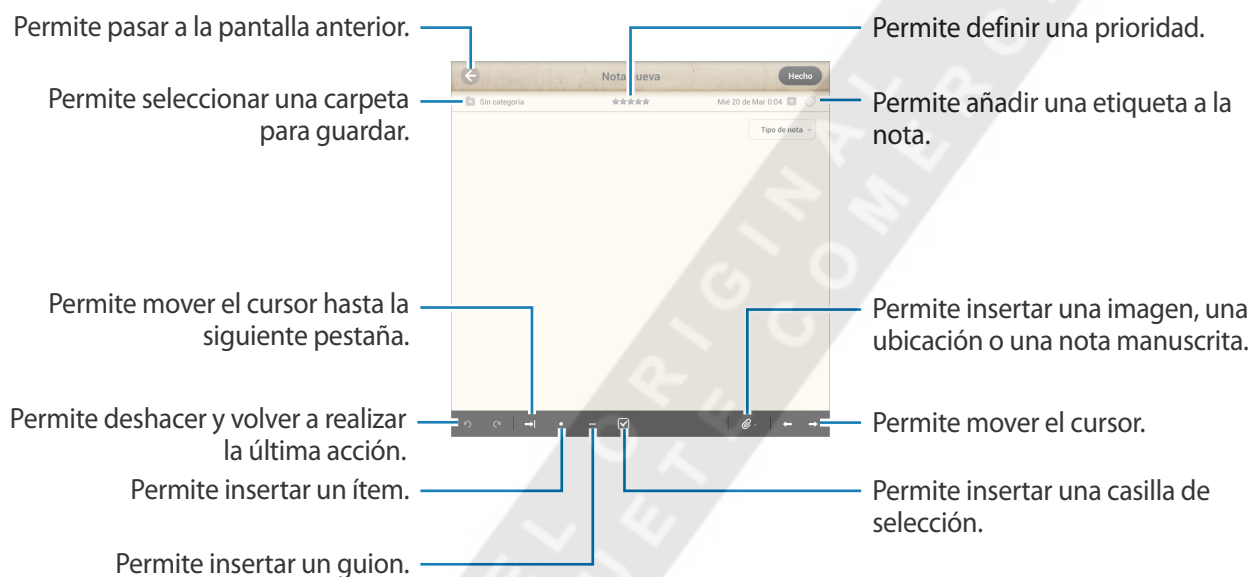 Permite pasar a la pantalla anterior.
Permite definir una prioridad.
Nota nueva
Hecho
Permite seleccionar una carpeta
para guardar.
Sin categoría
Mié 20 de Mar 0:04
Permite añadir una etiqueta a la
nota.
Tipo de nota
Permite mover el cursor hasta la
siguiente pestaña.
Permite insertar una imagen, una
ubicación o una nota manuscrita.
Permite deshacer y volver a realizar
la última acción.
Permite mover el cursor.
Permite insertar un ítem.
Permite insertar una casilla de
selección.
Permite insertar un guion.
ORIGINAL
COMERC